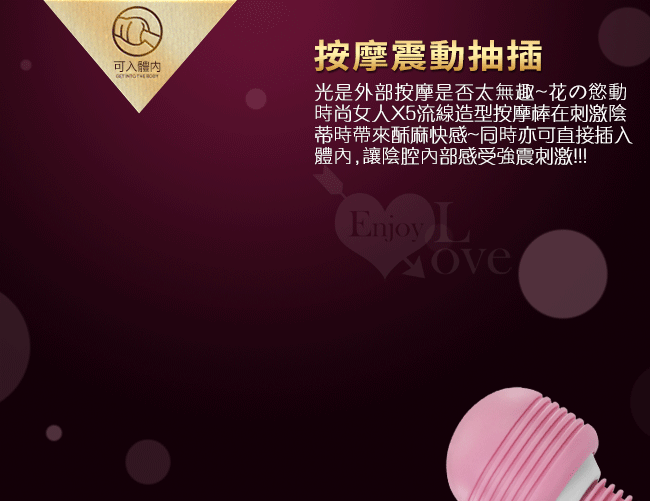 可入體內
GET INTO THE BODY
按摩震動抽插
光是外部按摩是否太無趣~花の慾動
時尚女人X5流線造型按摩棒在刺激陰
蒂時帶來酥麻快感~同時亦可直接插入
體內,讓陰腔內部感受強震刺激!!!
Enjoy Love